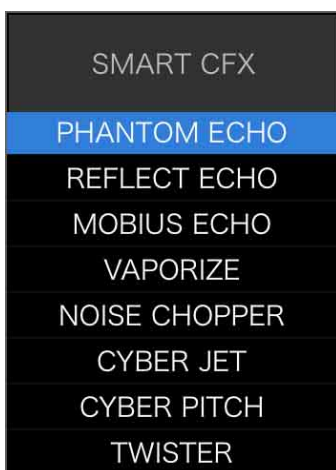 SMART CFX
PHANTOM ECHO
REFLECT ECHO
MOBIUS ECHO
VAPORIZE
NOISE CHOPPER
CYBER JET
CYBER PITCH
TWISTER